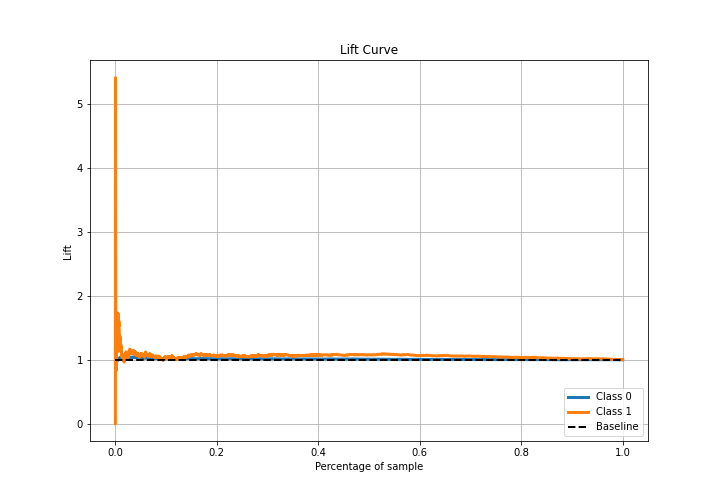 Lift Curve
Lift
5
4
3
2
1
0
0.0 0.2 0.4 0.6 0.8 1.0
Percentage of sample
Class 0
Class 1
Baseline